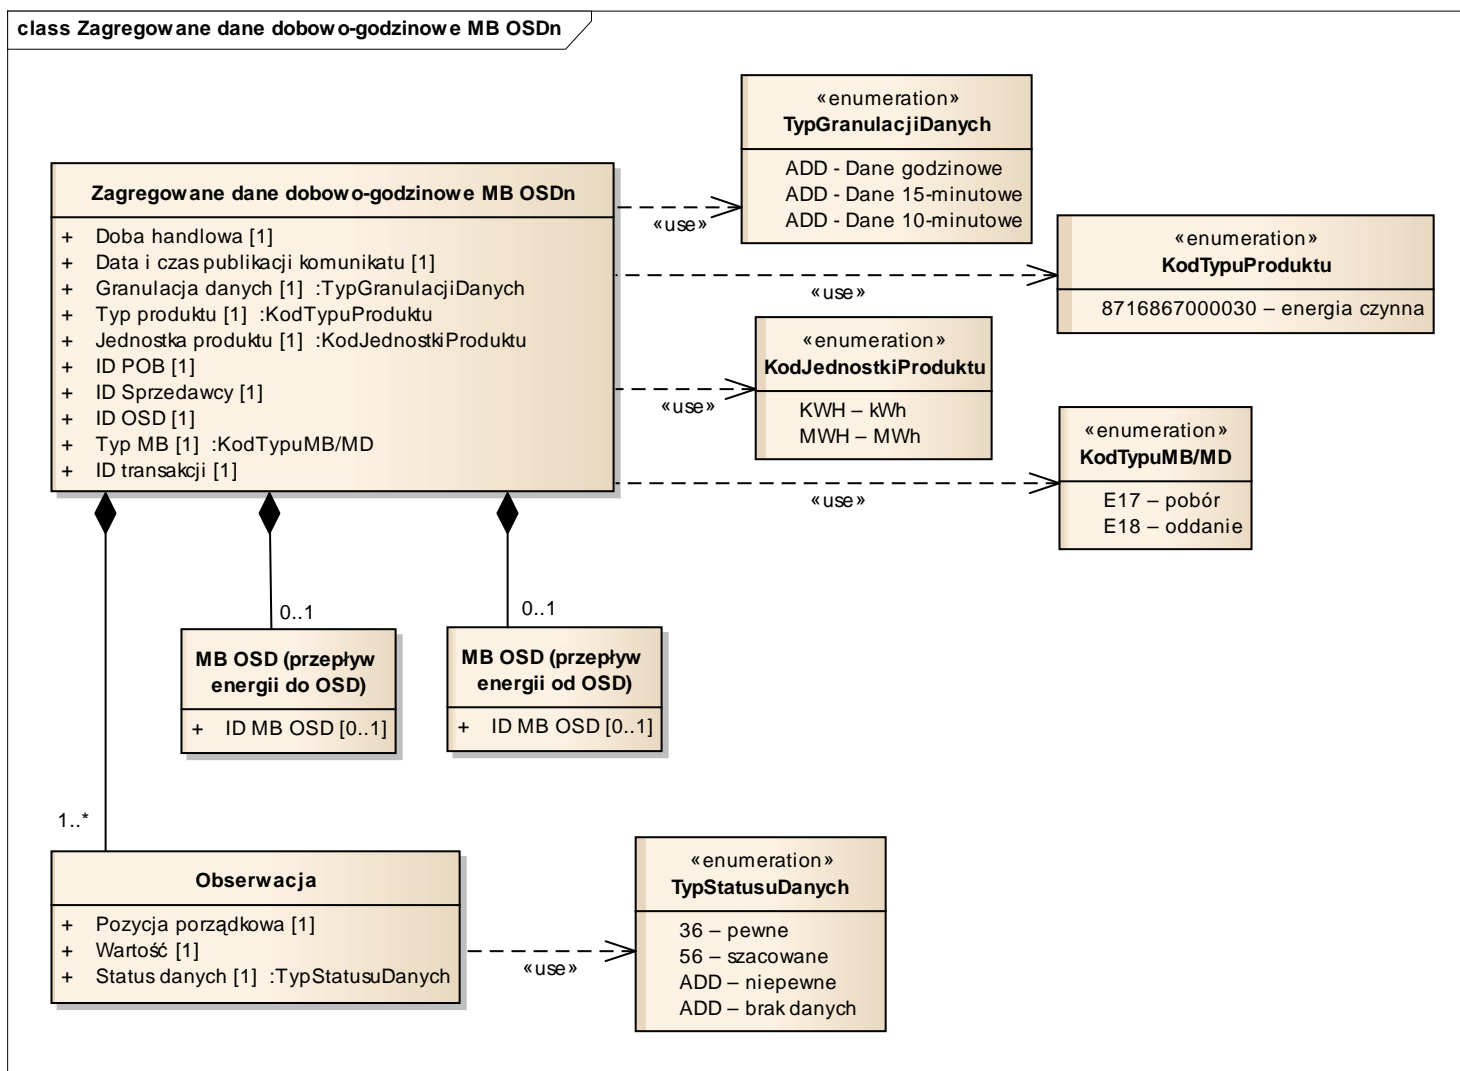 class Zagregowane dane dobowo-godzinowe MB OSDn
«enumeration»
TypGranulacjiDanych
ADD - Dane godzinowe
ADD - Dane 15-minutowe
ADD - Dane 10-minutowe
Zagregowane dane dobowo-godzinowe MB OSDn
+ Doba handlowa [1]
+ Data i czas publikacji komunikatu [1]
+ Granulacja danych [1] :TypGranulacjiDanych
+ Typ produktu [1] :KodTypuProduktu
+ Jednostka produktu [1] :KodJednostkiProduktu
+ ID POB [1]
+ ID Sprzedawcy [1]
+ ID OSD [1]
+ Typ MB [1] :KodTypuMB/MD
+ ID transakcji [1]
«use»
«enumeration»
KodTypuProduktu
8716867000030 – energia czynna
«use»
«enumeration»
KodJednostkiProduktu
KWH – kWh
MWH – MWh
«use»
«enumeration»
KodTypuMB/MD
E17 – pobór
E18 – oddanie
«use»
0..1
0..1
MB OSD (przepływ
energii do OSD)
+ ID MB OSD [0..1]
MB OSD (przepływ
energii od OSD)
+ ID MB OSD [0..1]
1..*
Obserwacja
+ Pozycja porządkowa [1]
+ Wartość [1]
+ Status danych [1] :TypStatusuDanych
«use»
«enumeration»
TypStatusuDanych
36 – pewne
56 – szacowane
ADD – niepewne
ADD – brak danych